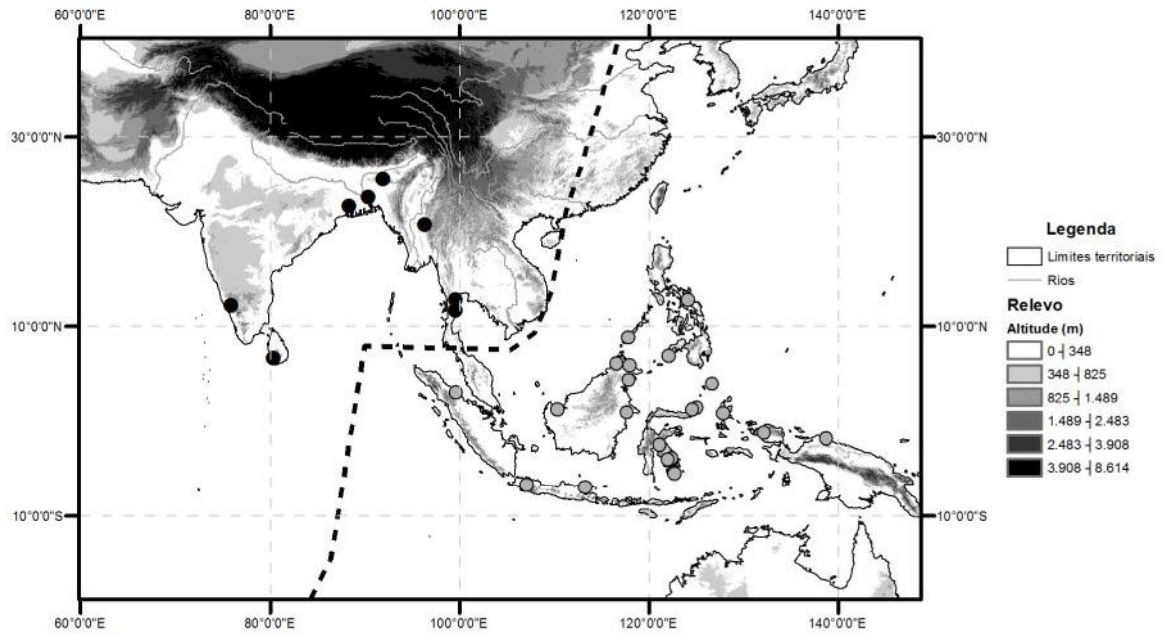 60°0'0"E 80°0'0"E 100°0'0"E 120°0'0"E 140°0'0"E
30°0'0"N 30°0'0"N
10°0'0"N 10°0'0"N
10°0'0"S 10°0'0"S
60°0'0"E 80°0'0"E 100°0'0"E 120°0'0"E 140°0'0"E
Legenda
Limites territoriais
Rios
Relevo
Altitude (m)
0 ┤348
348 ┤825
825 ┤1.489
1.489 ┤2.483
2.483 ┤3.908
3.908 ┤8.614